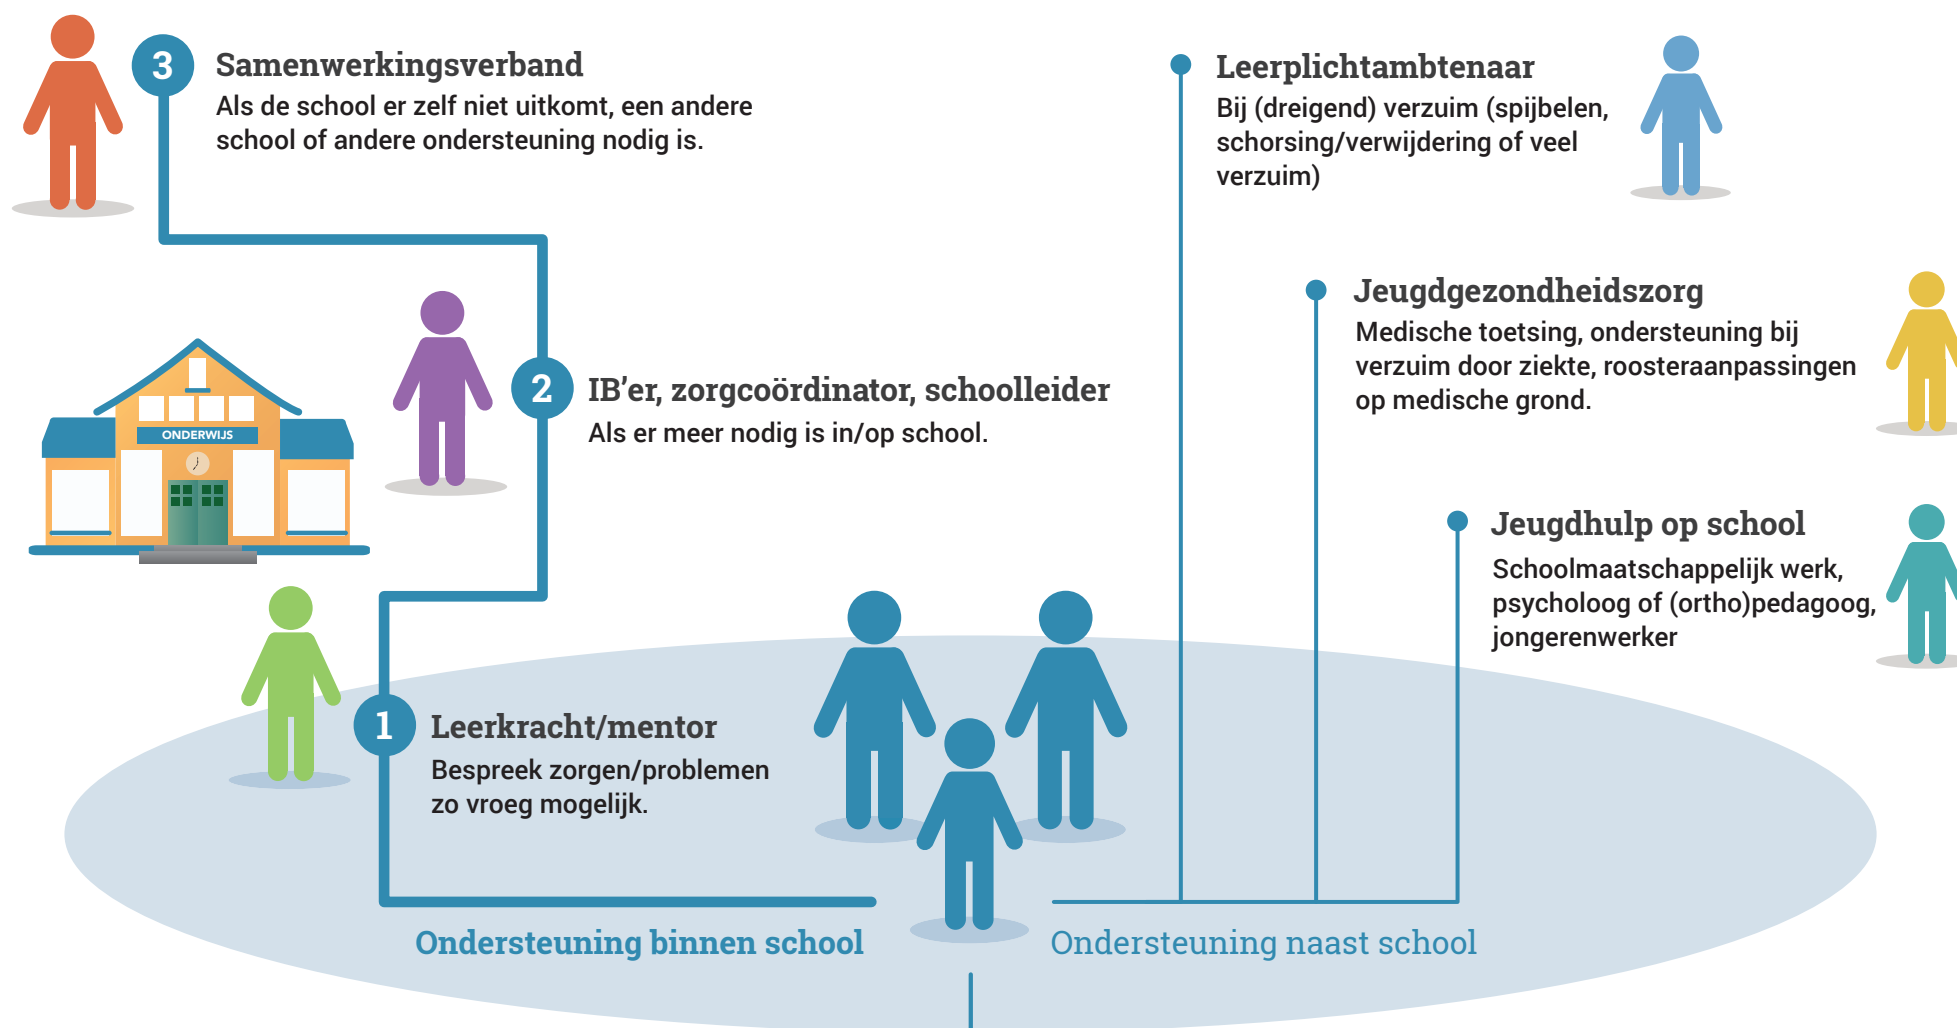 3
Samenwerkingsverband
Als de school er zelf niet uitkomt, een andere
school of andere ondersteuning nodig is.
Leerplichtambtenaar
Bij (dreigend) verzuim (spijbelen,
schorsing/verwijdering of veel
verzuim)
Jeugdgezondheidszorg
Medische toetsing, ondersteuning bij
verzuim door ziekte, roosteraanpassingen
op medische grond.
2
IB'er, zorgcoördinator, schoolleider
Als er meer nodig is in/op school.
ONDERWIJS
Jeugdhulp op school
Schoolmaatschappelijk werk,
psycholoog of (ortho)pedagoog,
jongerenwerker
1
Leerkracht/mentor
Bespreek zorgen/problemen
zo vroeg mogelijk.
Ondersteuning binnen school
Ondersteuning naast school